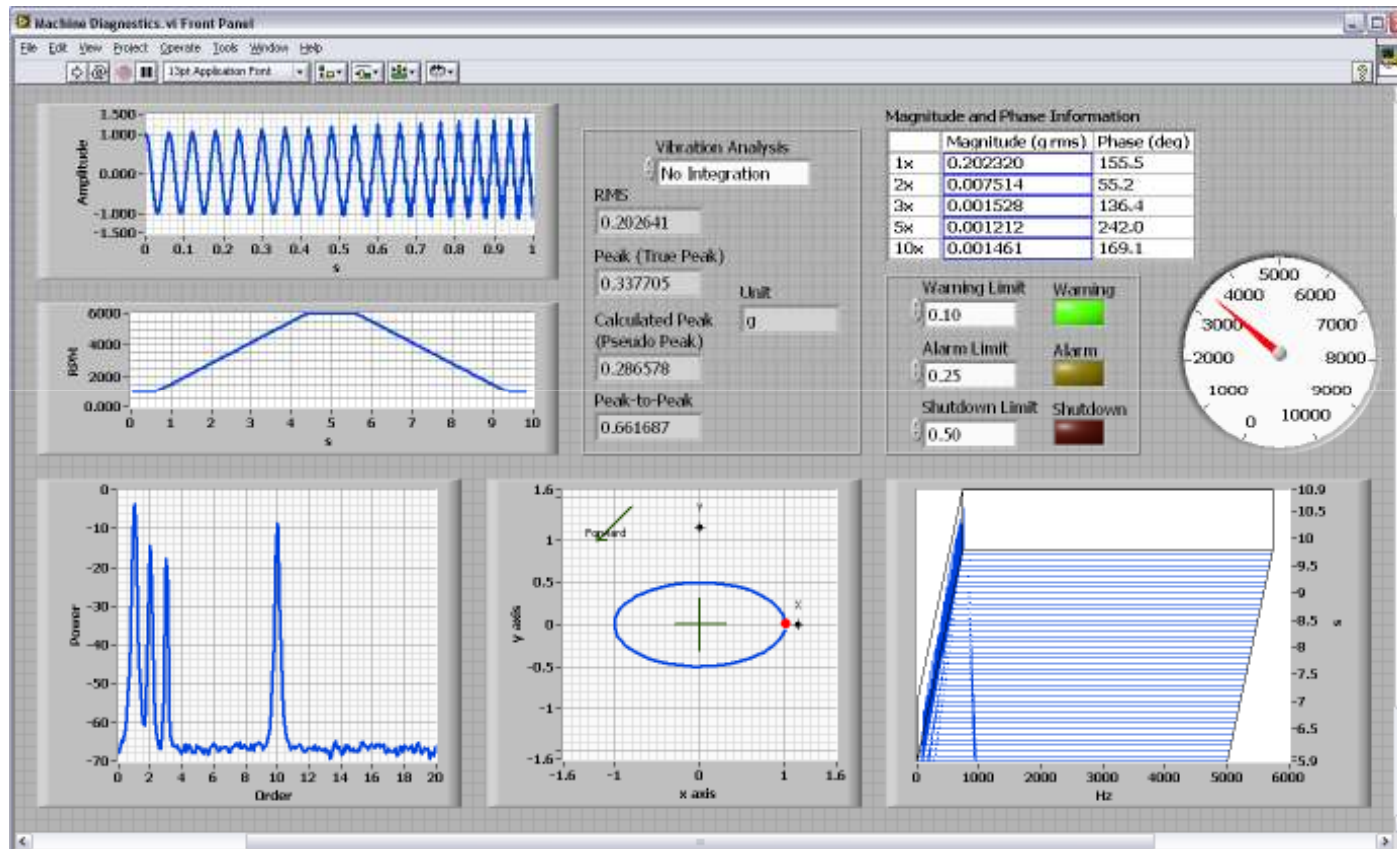 Machine Diagnostics.vi Front Panel
File Edit View Project Operate Tools Window Help
13pt Application Font
1.500
1.000
0.000
-1.000
-1.500
Amplitude
0 0.1 0.2 0.3 0.4 0.5 0.6 0.7 0.8 0.9 1
s
6000
4000
2000
0.000
RPM
0 1 2 3 4 5 6 7 8 9 10
s
Vibration Analysis
No Integration
RMS
0.202641
Peak (True Peak)
0.337705
Unit
g
Calculated Peak
(Pseudo Peak)
0.286578
Peak-to-Peak
0.661687
Magnitude and Phase Information
Magnitude (g rms) Phase (deg)
1x 0.202320 155.5
2x 0.007514 55.2
3x 0.001528 136.4
5x 0.001212 242.0
10x 0.001461 169.1
Warning Limit Warning
0.10
Alarm Limit Alarm
0.25
Shutdown Limit Shutdown
0.50
0 1000 2000 3000 4000 5000 6000 7000 8000 9000 10000
0
-10
-20
-30
-40
-50
-60
-70
Power
0 2 4 6 8 10 12 14 16 18 20
Order
1.6
1
0.5
0
-0.5
-1
-1.6
y axis
Forward
Y
X
-1.6 -1 0 1 1.6
x axis
-10.9
-10.5
-10
-9.5
-9
-8.5
-8
-7.5
-7
-6.5
-5.9
s
0 1000 2000 3000 4000 5000 6000
Hz